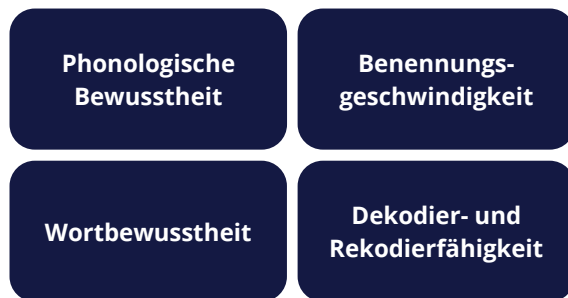 Phonologische
Bewusstheit
Benennungs-
geschwindigkeit
Wortbewusstheit
Dekodier- und
Rekodierfähigkeit